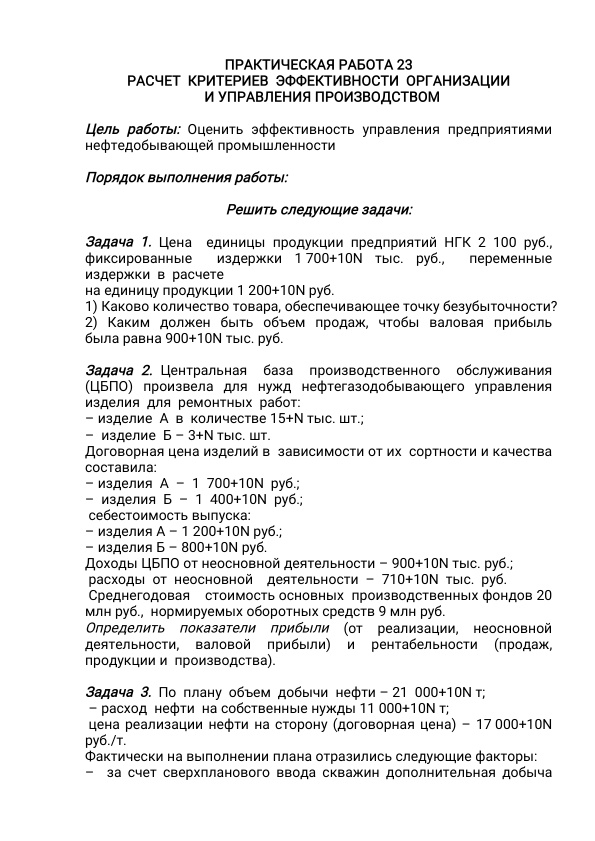 ПРАКТИЧЕСКАЯ РАБОТА 23
РАСЧЕТ КРИТЕРИЕВ ЭФФЕКТИВНОСТИ ОРГАНИЗАЦИИ
И УПРАВЛЕНИЯ ПРОИЗВОДСТВОМ
Цель работы: Оценить эффективность управления предприятиями
нефтедобывающей промышленности
Порядок выполнения работы:
Решить следующие задачи:
Задача 1. Цена единицы продукции предприятий НГК 2 100 руб.,
фиксированные издержки 1 700+10N тыс. руб., переменные
издержки в расчете
на единицу продукции 1 200+10N руб.
1) Каково количество товара, обеспечивающее точку безубыточности?
2) Каким должен быть объем продаж, чтобы валовая прибыль
была равна 900+10N тыс. руб.
Задача 2. Центральная база производственного обслуживания
(ЦБПО) произвела для нужд нефтегазодобывающего управления
изделия для ремонтных работ:
– изделие А в количестве 15+N тыс. шт.;
– изделие Б – 3+N тыс. шт.
Договорная цена изделий в зависимости от их сортности и качества
составила:
– изделия А – 1 700+10N руб.;
– изделия Б – 1 400+10N руб.;
себестоимость выпуска:
– изделия А – 1 200+10N руб.;
– изделия Б – 800+10N руб.
Доходы ЦБПО от неосновной деятельности – 900+10N тыс. руб.;
расходы от неосновной деятельности – 710+10N тыс. руб.
Среднегодовая стоимость основных производственных фондов 20
млн руб., нормируемых оборотных средств 9 млн руб.
Определить показатели прибыли (от реализации, неосновной
деятельности, валовой прибыли) и рентабельности (продаж,
продукции и производства).
Задача 3. По плану объем добычи нефти – 21 000+10N т;
– расход нефти на собственные нужды 11 000+10N т;
цена реализации нефти на сторону (договорная цена) – 17 000+10N
руб./т.
Фактически на выполнении плана отразились следующие факторы:
– за счет сверхпланового ввода скважин дополнительная добыча